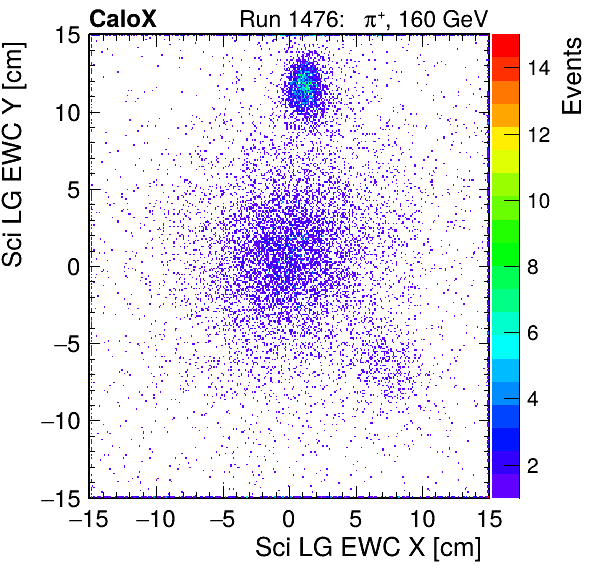 CaloX Run 1476: π⁺, 160 GeV
Sci LG EWC Y [cm]
15
10
5
0
−5
−10
−15
−15 −10 −5 0 5 10 15
Sci LG EWC X [cm]
Events
14
12
10
8
6
4
2